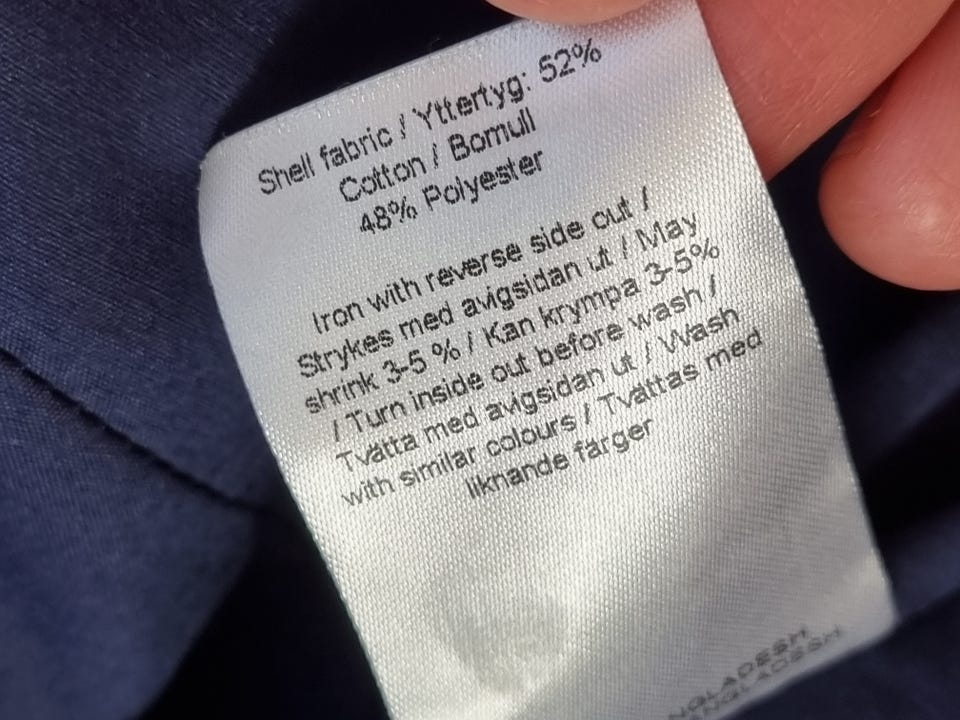 Shell fabric / Yttertyg: 52%
Cotton / Bomull
48% Polyester
Iron with reverse side out /
Strykes med avigsidan ut / May
shrink 3-5 % / Kan krympa 3-5%
/ Turn inside out before wash /
Tvätta med avigsidan ut / Wash
with similar colours / Tvättas med
liknande färger
NGLADESH
ANGLADESH